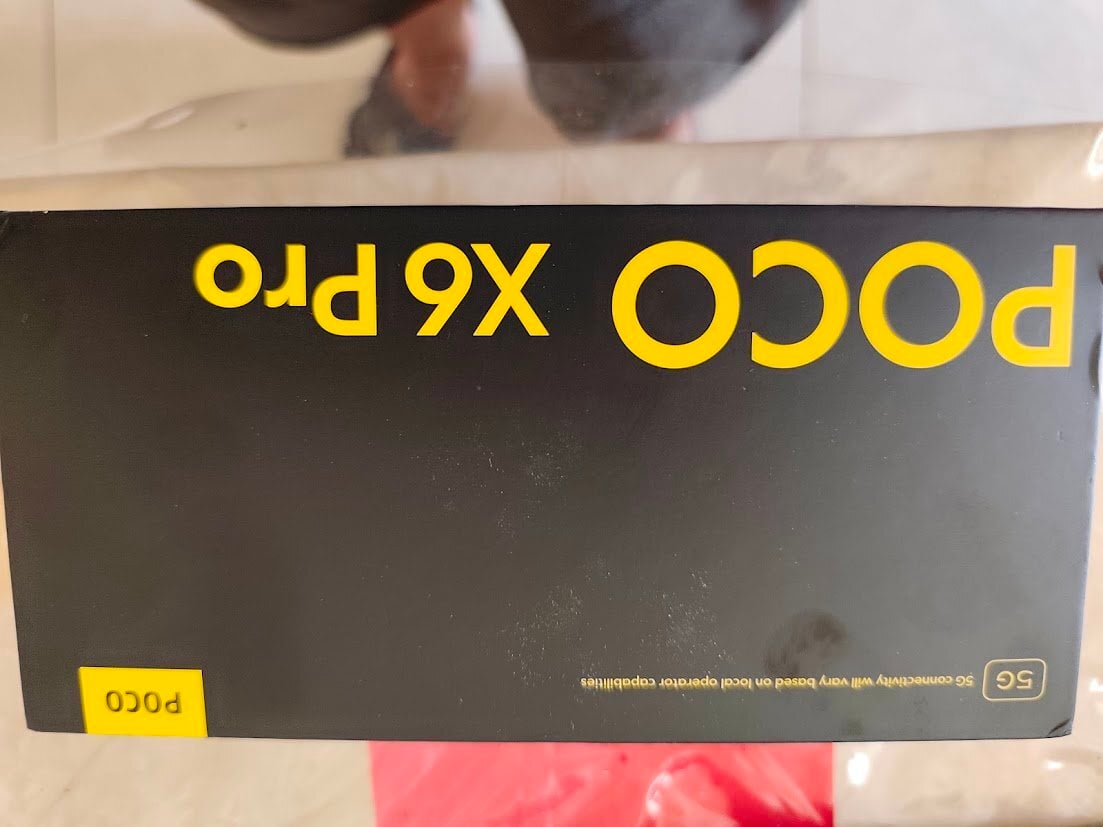 POCO X6 Pro
5G 5G connectivity will vary based on local operator capabilities
POCO